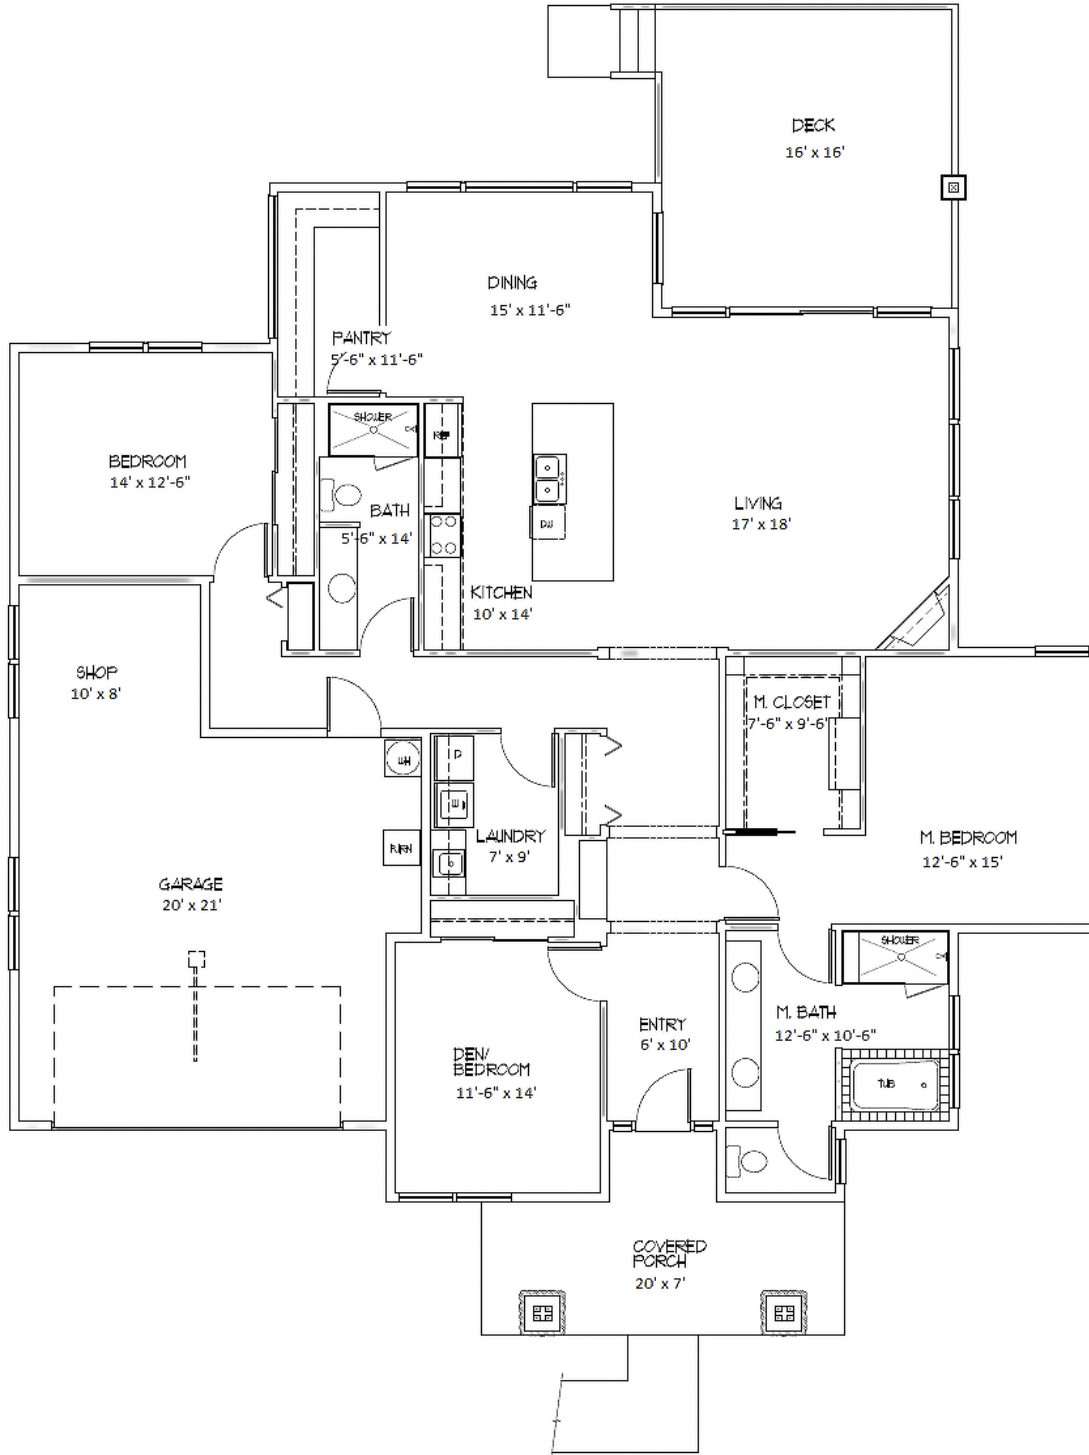 DECK
16' x 16'
DINING
15' x 11'-6"
PANTRY
5'-6" x 11'-6"
SHOWER
REF
BEDROOM
14' x 12'-6"
BATH
5'-6" x 14'
LIVING
17' x 18'
DW
KITCHEN
10' x 14'
SHOP
10' x 8'
M. CLOSET
7'-6" x 9'-6"
D
WH
W
FURN
LAUNDRY
7' x 9'
M. BEDROOM
12'-6" x 15'
GARAGE
20' x 21'
SHOWER
M. BATH
12'-6" x 10'-6"
ENTRY
6' x 10'
DEN/
BEDROOM
11'-6" x 14'
TUB
COVERED
PORCH
20' x 7'